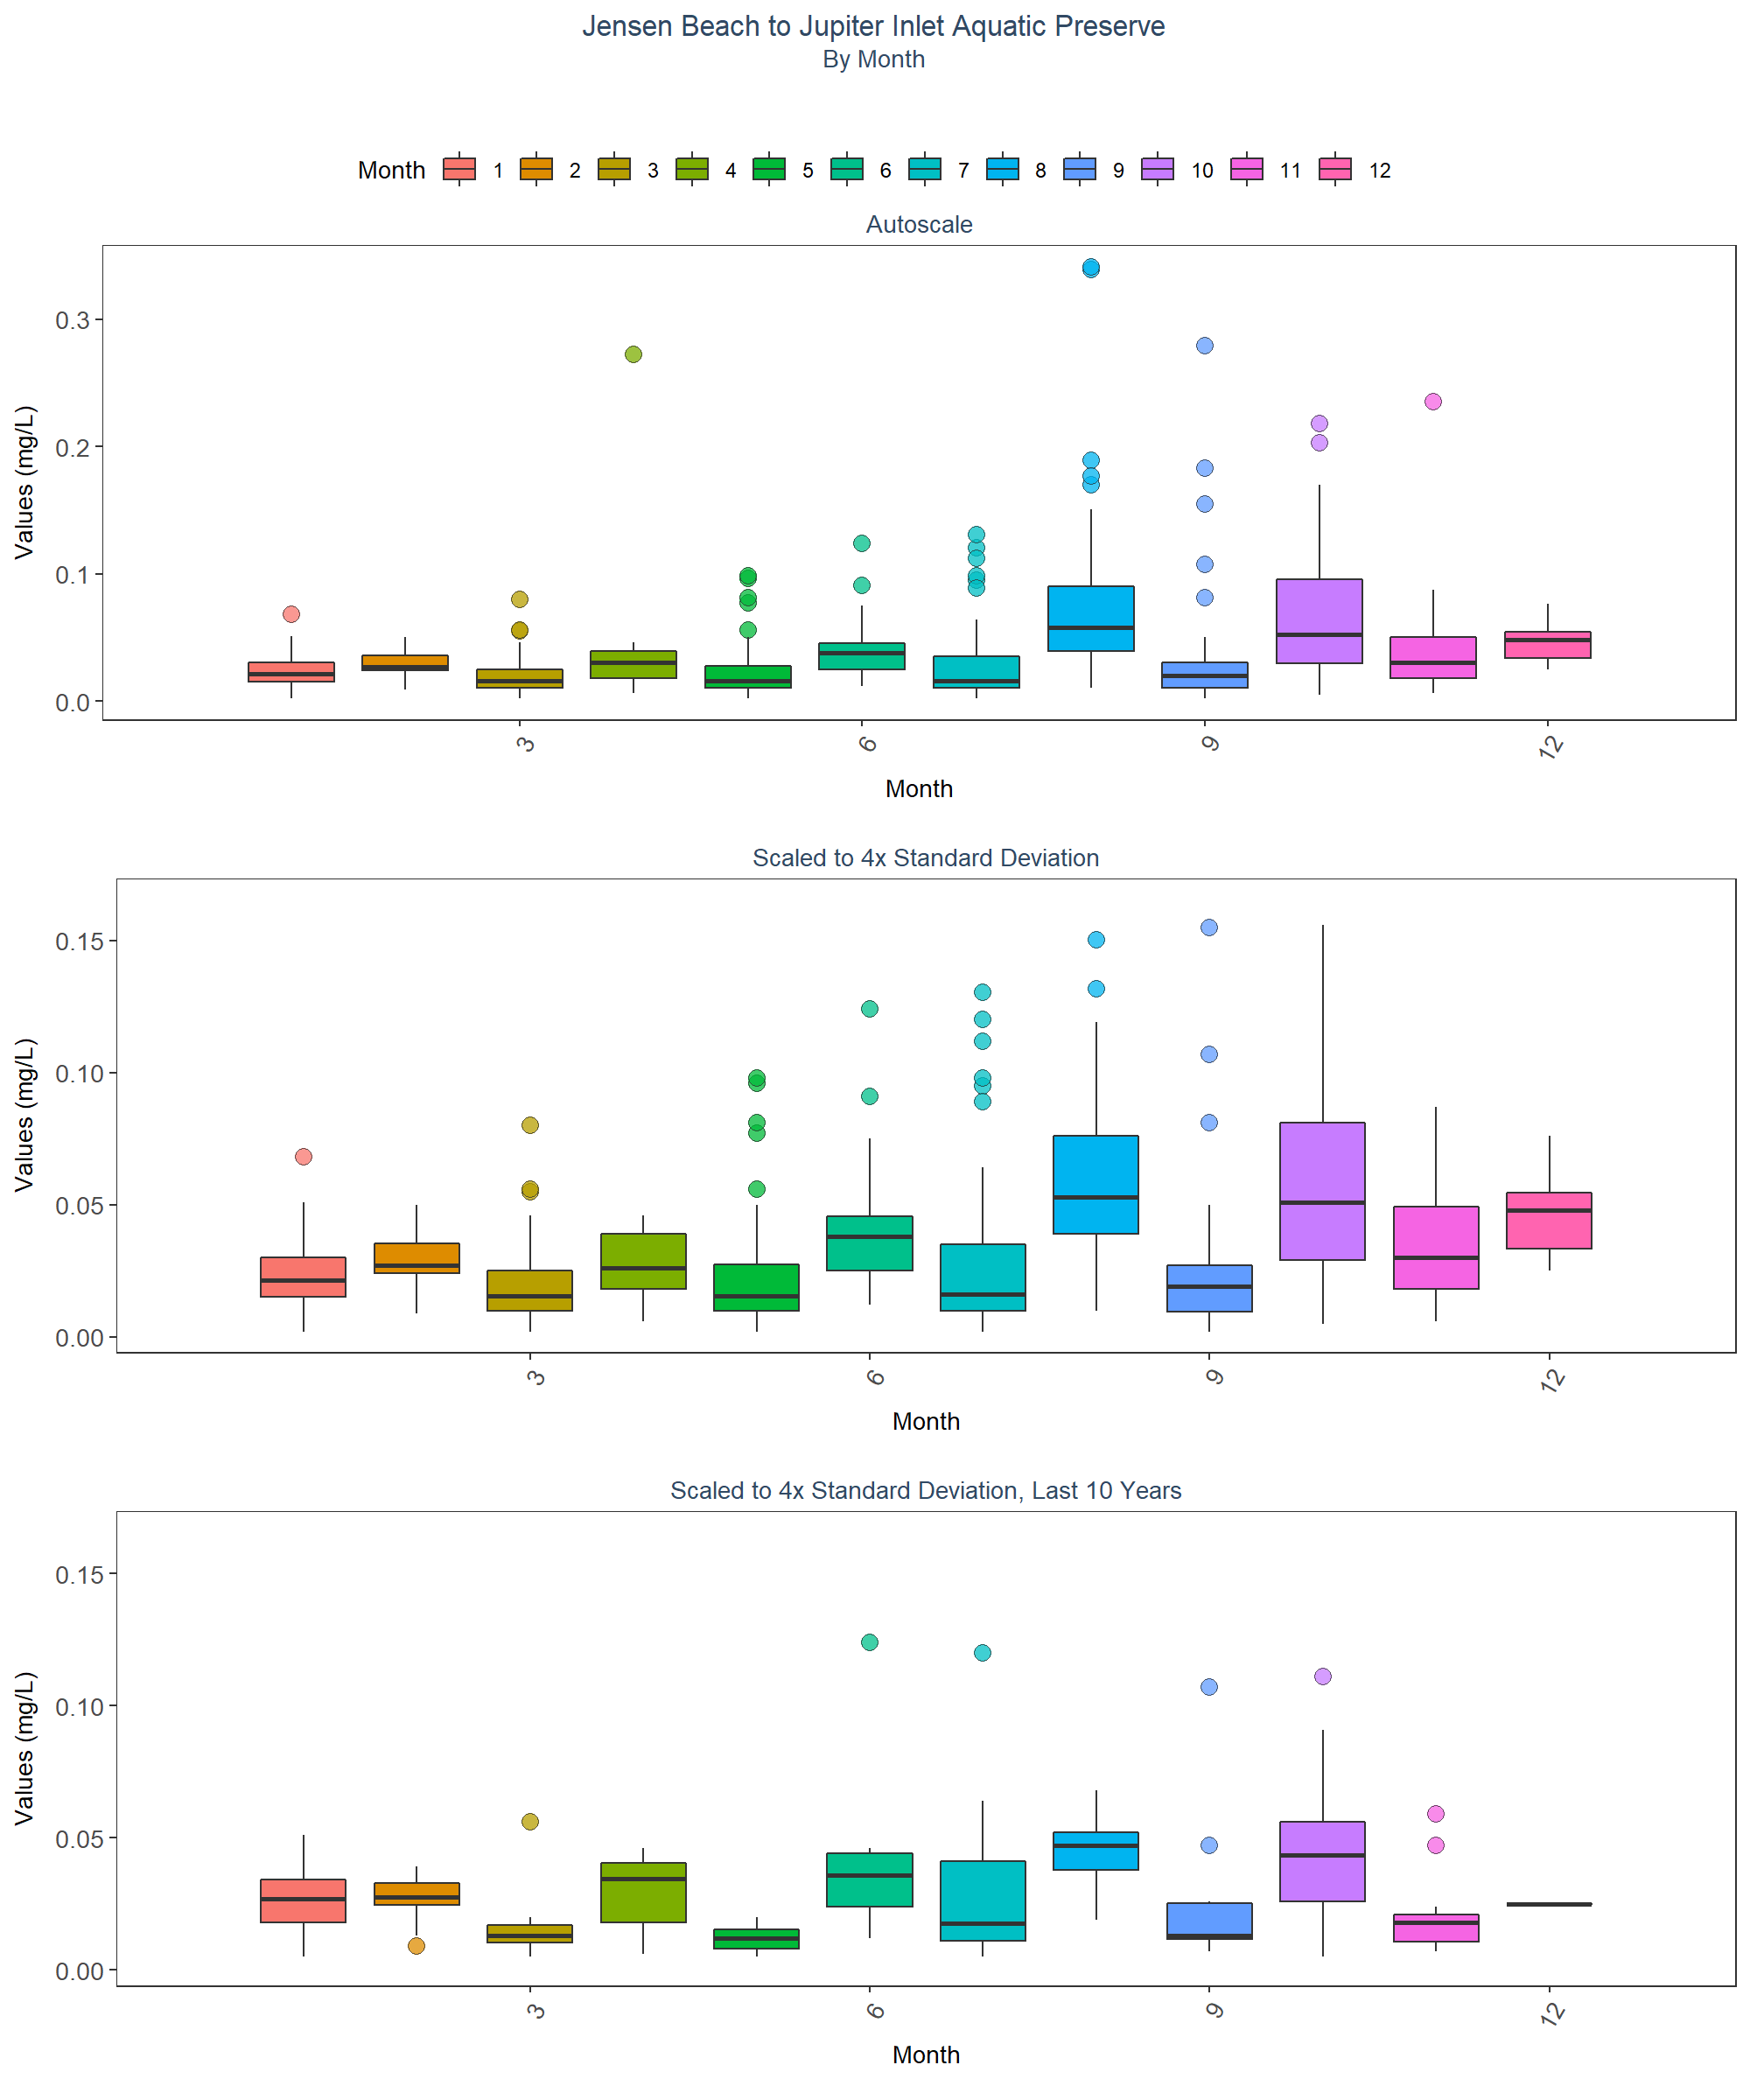 Jensen Beach to Jupiter Inlet Aquatic Preserve
By Month
Month 1 2 3 4 5 6 7 8 9 10 11 12
Autoscale
Values (mg/L)
0.3
0.2
0.1
0.0
3 6 9 12
Month
Scaled to 4x Standard Deviation
Values (mg/L)
0.15
0.10
0.05
0.00
3 6 9 12
Month
Scaled to 4x Standard Deviation, Last 10 Years
Values (mg/L)
0.15
0.10
0.05
0.00
3 6 9 12
Month